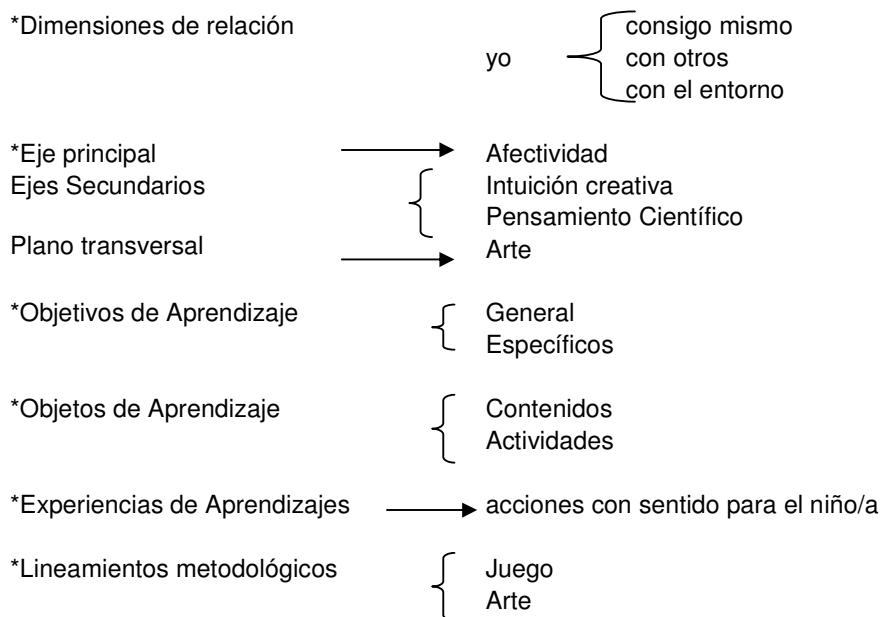 *Dimensiones de relación consigo mismo
yo con otros
con el entorno
*Eje principal Afectividad
Ejes Secundarios Intuición creativa
Pensamiento Científico
Plano transversal Arte
*Objetivos de Aprendizaje General
Específicos
*Objetos de Aprendizaje Contenidos
Actividades
*Experiencias de Aprendizajes acciones con sentido para el niño/a
*Lineamientos metodológicos Juego
Arte